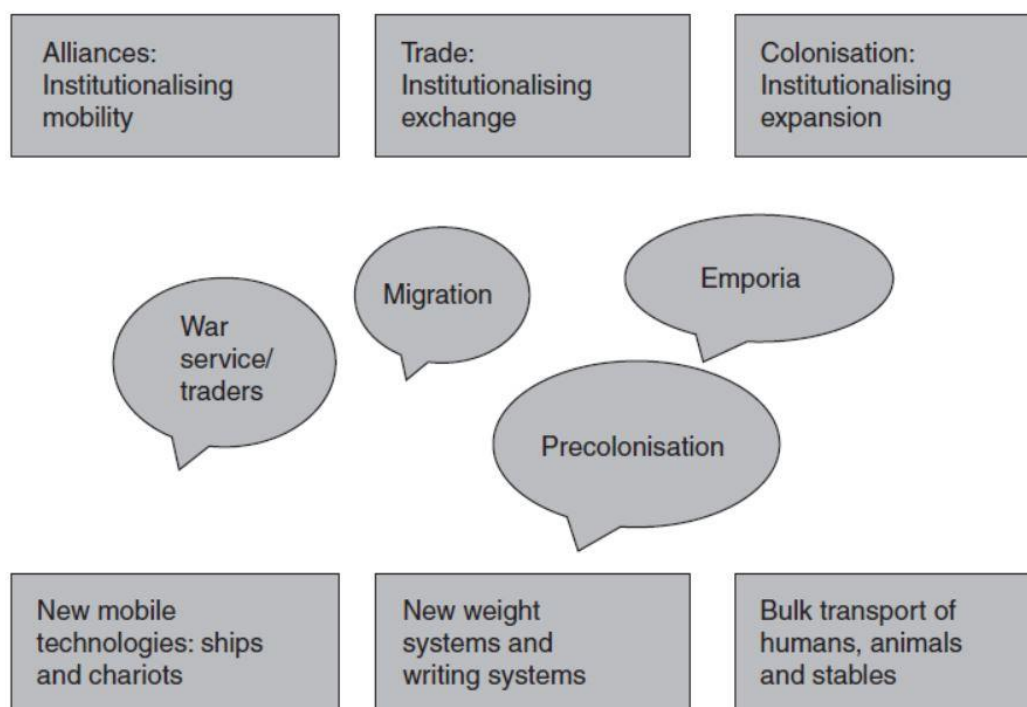 Alliances:
Institutionalising
mobility
Trade:
Institutionalising
exchange
Colonisation:
Institutionalising
expansion
Migration
Emporia
War
service/
traders
Precolonisation
New mobile
technologies: ships
and chariots
New weight
systems and
writing systems
Bulk transport of
humans, animals
and stables